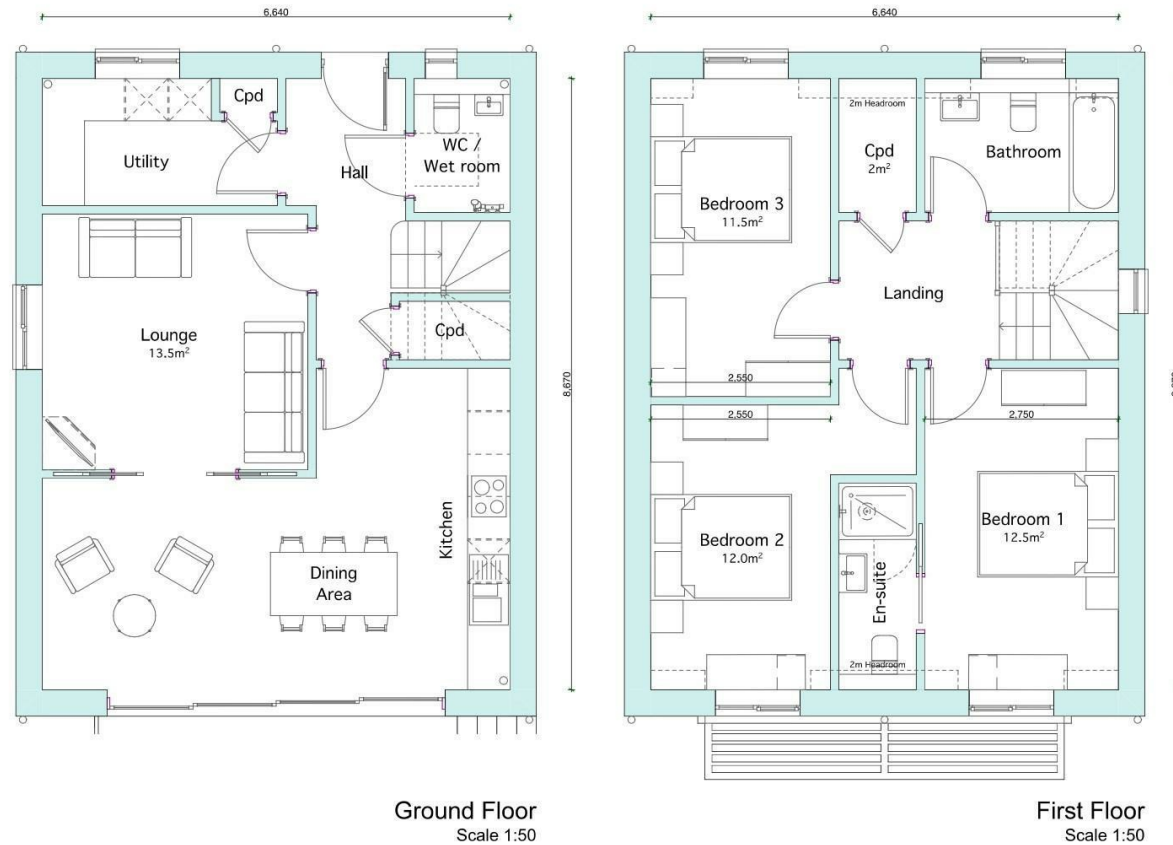 6,640
Cpd
Utility
Hall
WC /
Wet room
Lounge
13.5m²
Cpd
8,670
Kitchen
Dining
Area
Ground Floor
Scale 1:50
6,640
2m Headroom
Cpd
2m²
Bathroom
Bedroom 3
11.5m²
Landing
2,550
2,550
2,750
Bedroom 2
12.0m²
Bedroom 1
12.5m²
En-suite
2m Headroom
First Floor
Scale 1:50